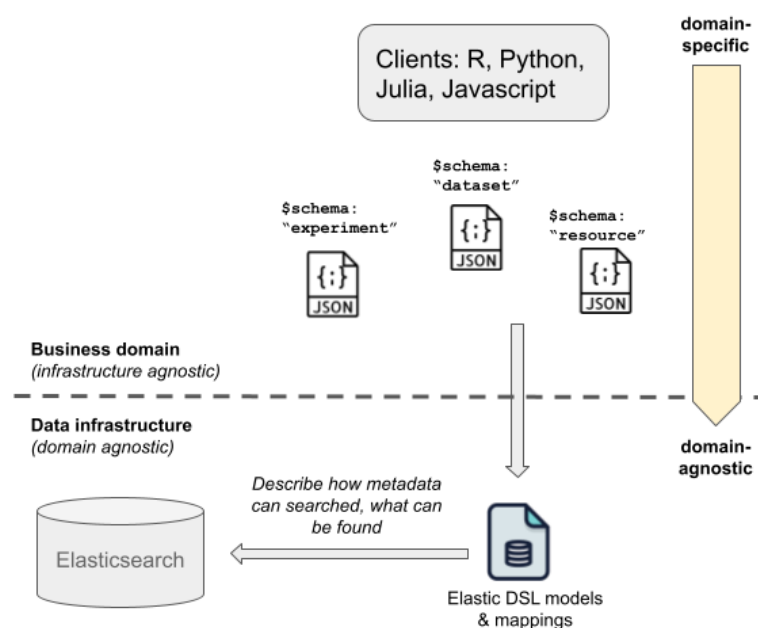 domain-
specific
Clients: R, Python,
Julia, Javascript
$schema:
“dataset”
$schema:
“experiment”
$schema:
“resource”
{;}
JSON
{;}
JSON
{;}
JSON
Business domain
(infrastructure agnostic)
Data infrastructure
(domain agnostic)
domain-
agnostic
Describe how metadata
can searched, what can
be found
Elasticsearch
Elastic DSL models
& mappings